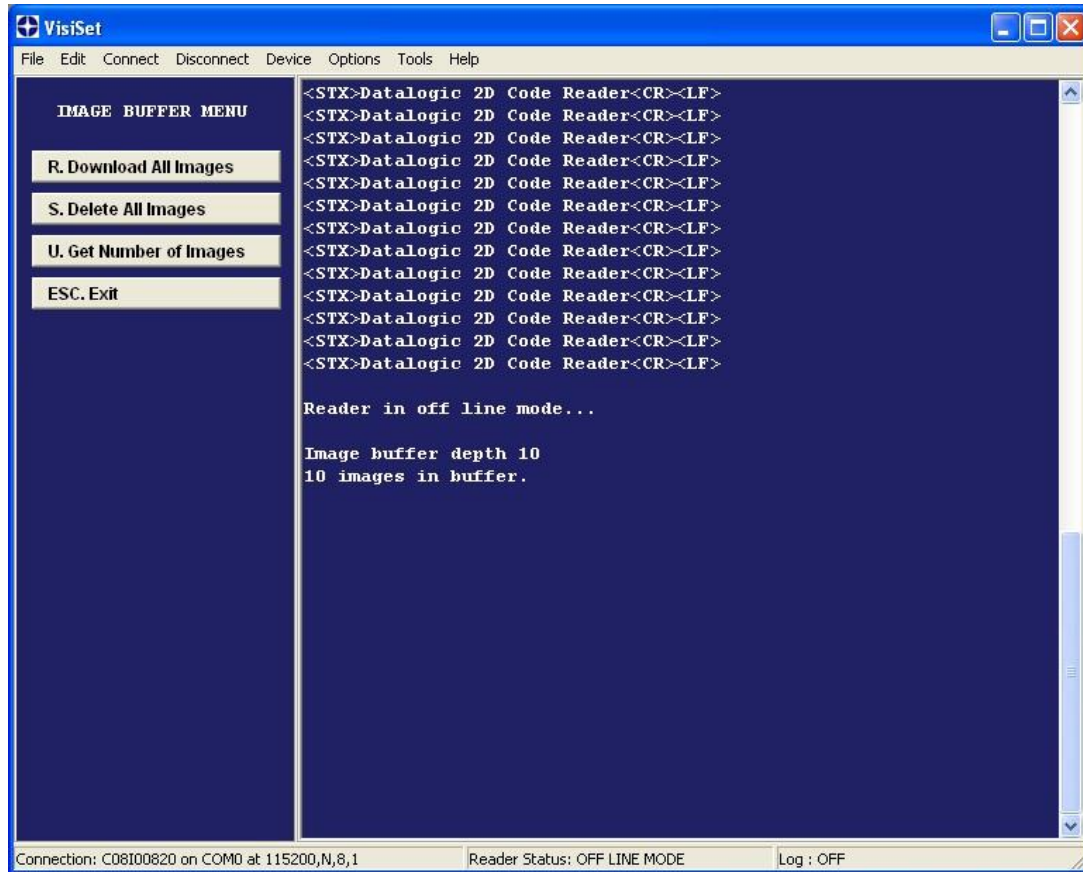 VisiSet
File Edit Connect Disconnect Device Options Tools Help
IMAGE BUFFER MENU
R. Download All Images
S. Delete All Images
U. Get Number of Images
ESC. Exit
<STX>Datalogic 2D Code Reader<CR><LF>
<STX>Datalogic 2D Code Reader<CR><LF>
<STX>Datalogic 2D Code Reader<CR><LF>
<STX>Datalogic 2D Code Reader<CR><LF>
<STX>Datalogic 2D Code Reader<CR><LF>
<STX>Datalogic 2D Code Reader<CR><LF>
<STX>Datalogic 2D Code Reader<CR><LF>
<STX>Datalogic 2D Code Reader<CR><LF>
<STX>Datalogic 2D Code Reader<CR><LF>
<STX>Datalogic 2D Code Reader<CR><LF>
<STX>Datalogic 2D Code Reader<CR><LF>
<STX>Datalogic 2D Code Reader<CR><LF>
<STX>Datalogic 2D Code Reader<CR><LF>
Reader in off line mode...
Image buffer depth 10
10 images in buffer.
Connection: C08I00820 on COM0 at 115200,N,8,1 Reader Status: OFF LINE MODE Log : OFF